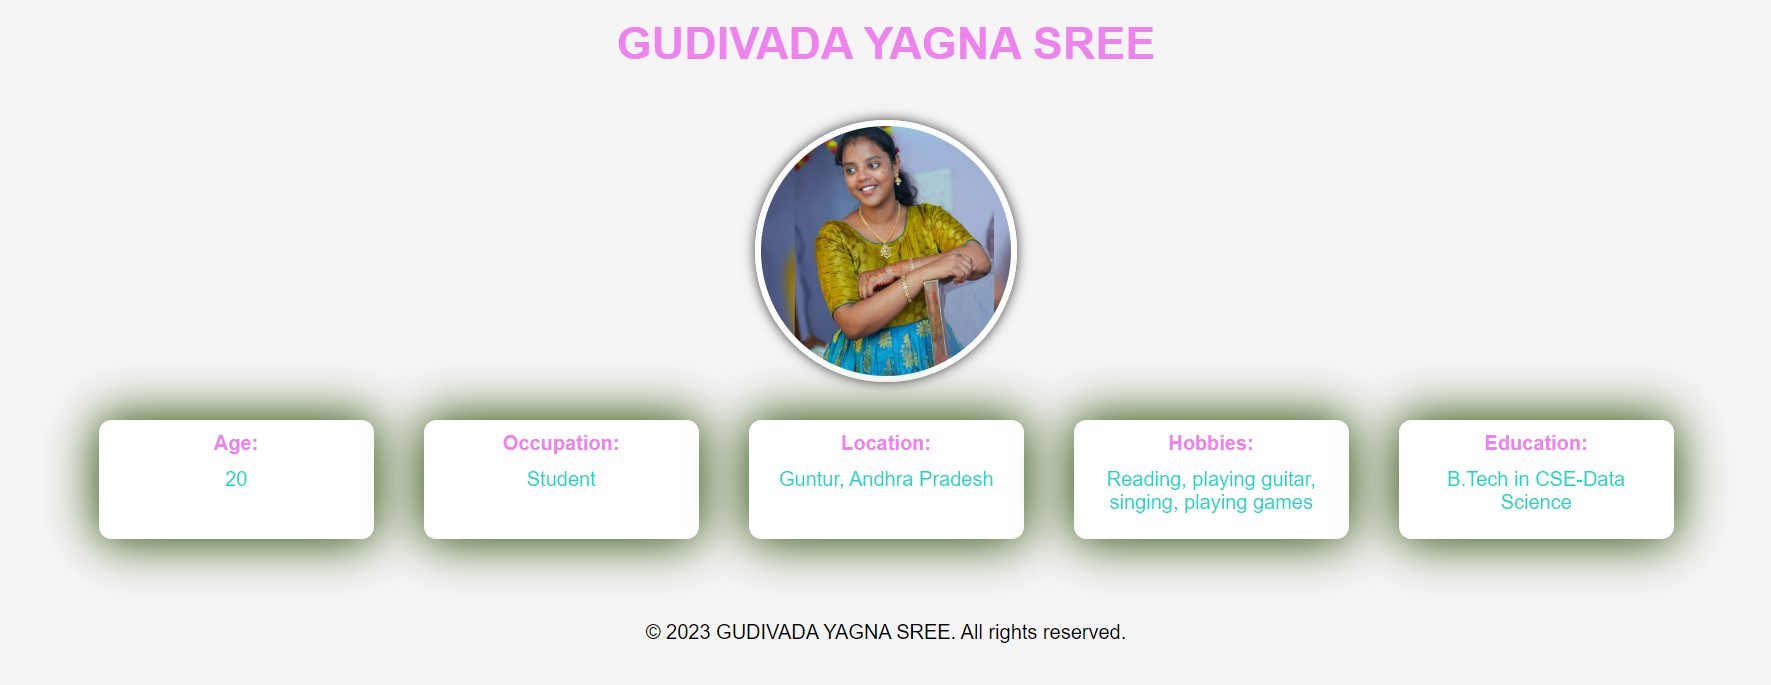 GUDIVADA YAGNA SREE
Age:
20
Occupation:
Student
Location:
Guntur, Andhra Pradesh
Hobbies:
Reading, playing guitar,
singing, playing games
Education:
B.Tech in CSE-Data
Science
© 2023 GUDIVADA YAGNA SREE. All rights reserved.